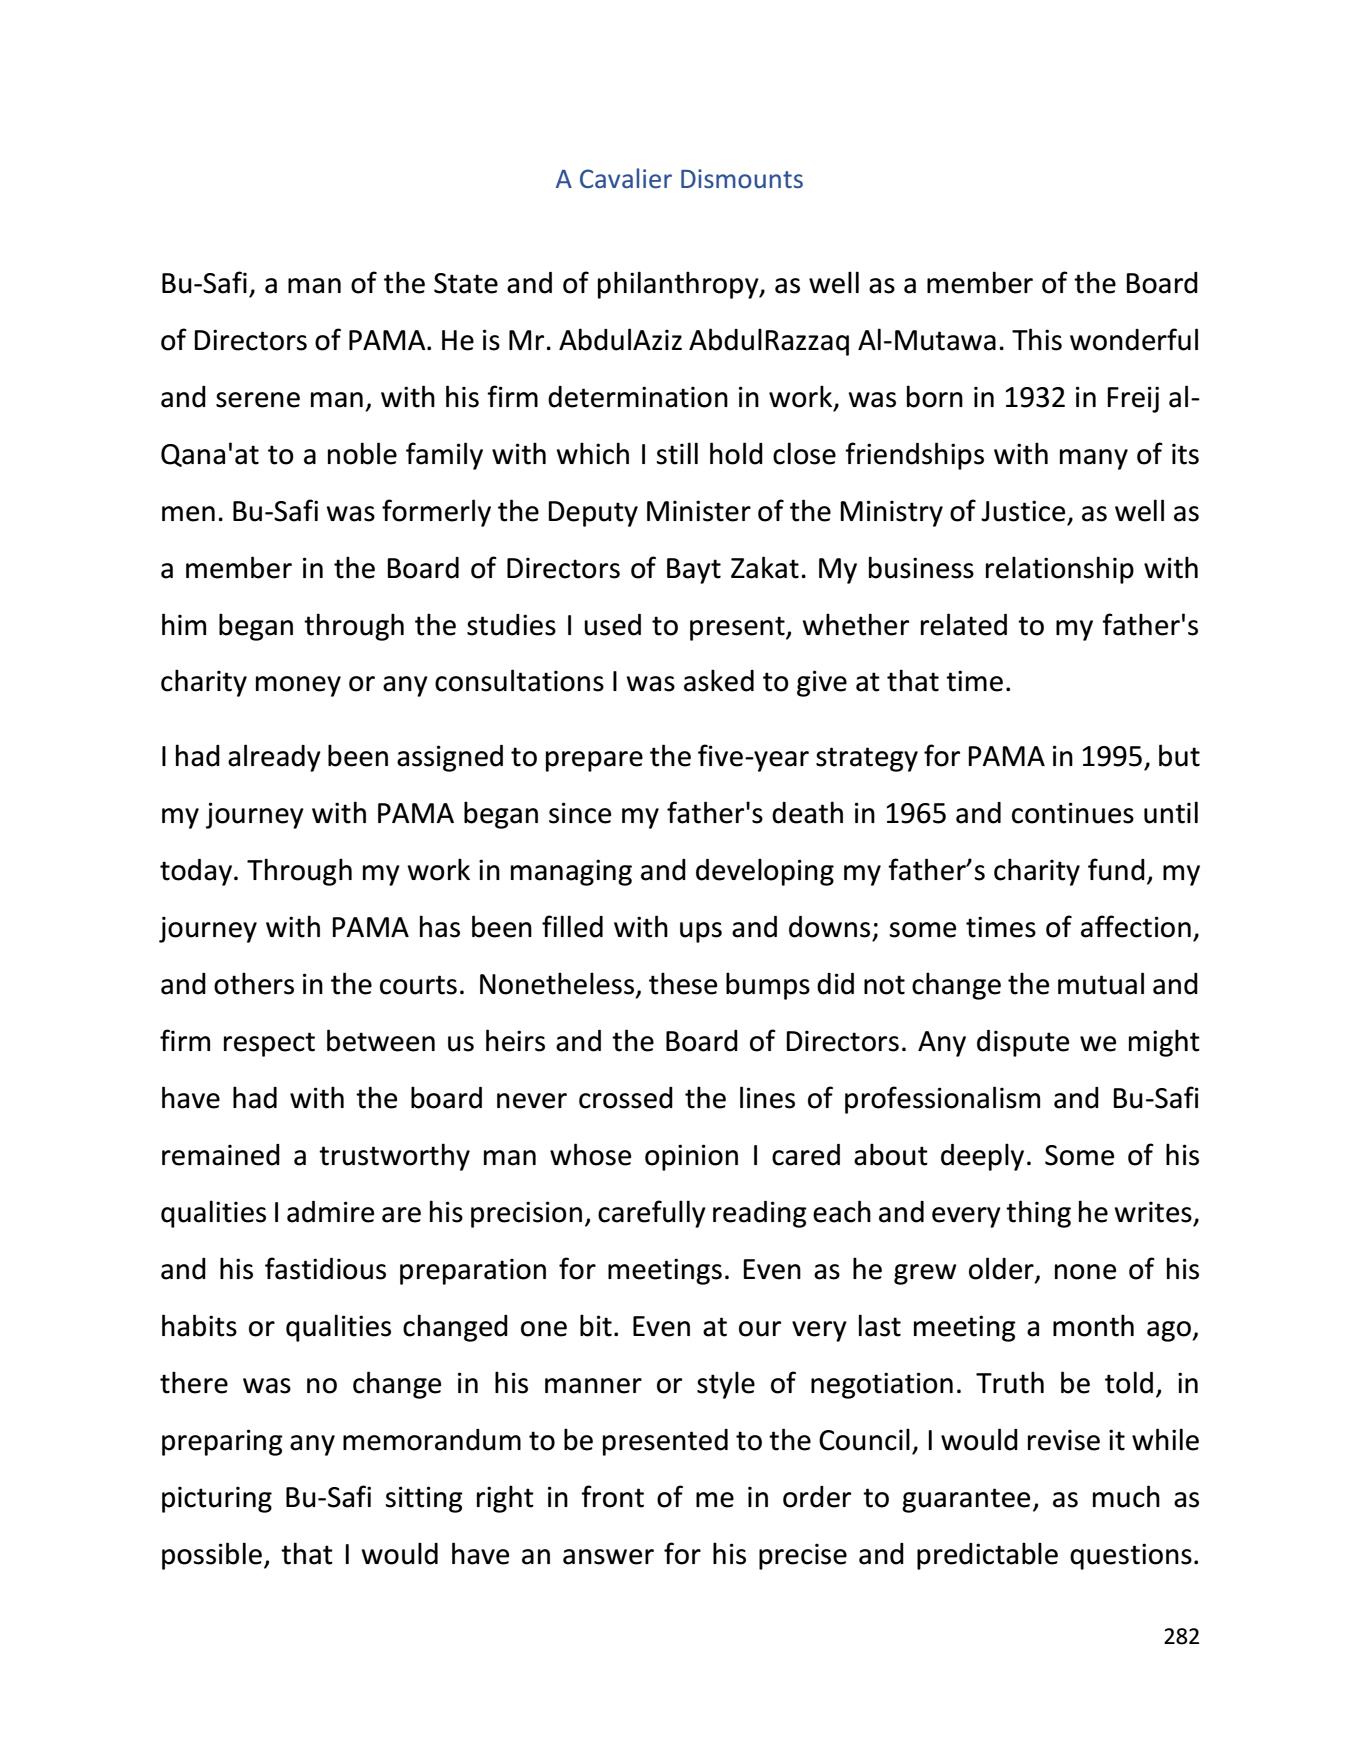 A Cavalier Dismounts
Bu-Safi, a man of the State and of philanthropy, as well as a member of the Board
of Directors of PAMA. He is Mr. AbdulAziz AbdulRazzaq Al-Mutawa. This wonderful
and serene man, with his firm determination in work, was born in 1932 in Freij al-
Qana'at to a noble family with which I still hold close friendships with many of its
men. Bu-Safi was formerly the Deputy Minister of the Ministry of Justice, as well as
a member in the Board of Directors of Bayt Zakat. My business relationship with
him began through the studies I used to present, whether related to my father's
charity money or any consultations I was asked to give at that time.
I had already been assigned to prepare the five-year strategy for PAMA in 1995, but
my journey with PAMA began since my father's death in 1965 and continues until
today. Through my work in managing and developing my father’s charity fund, my
journey with PAMA has been filled with ups and downs; some times of affection,
and others in the courts.  Nonetheless, these bumps did not change the mutual and
firm respect between us heirs and the Board of Directors. Any dispute we might
have had with the board never crossed the lines of professionalism and Bu-Safi
remained a trustworthy man whose opinion I cared about deeply. Some of his
qualities I admire are his precision, carefully reading each and every thing he writes,
and his fastidious preparation for meetings. Even as he grew older, none of his
habits or qualities changed one bit. Even at our very last meeting a month ago,
there was no change in his manner or style of negotiation. Truth be told, in
preparing any memorandum to be presented to the Council, I would revise it while
picturing Bu-Safi sitting right in front of me in order to guarantee, as much as
possible, that I would have an answer for his precise and predictable questions.
282